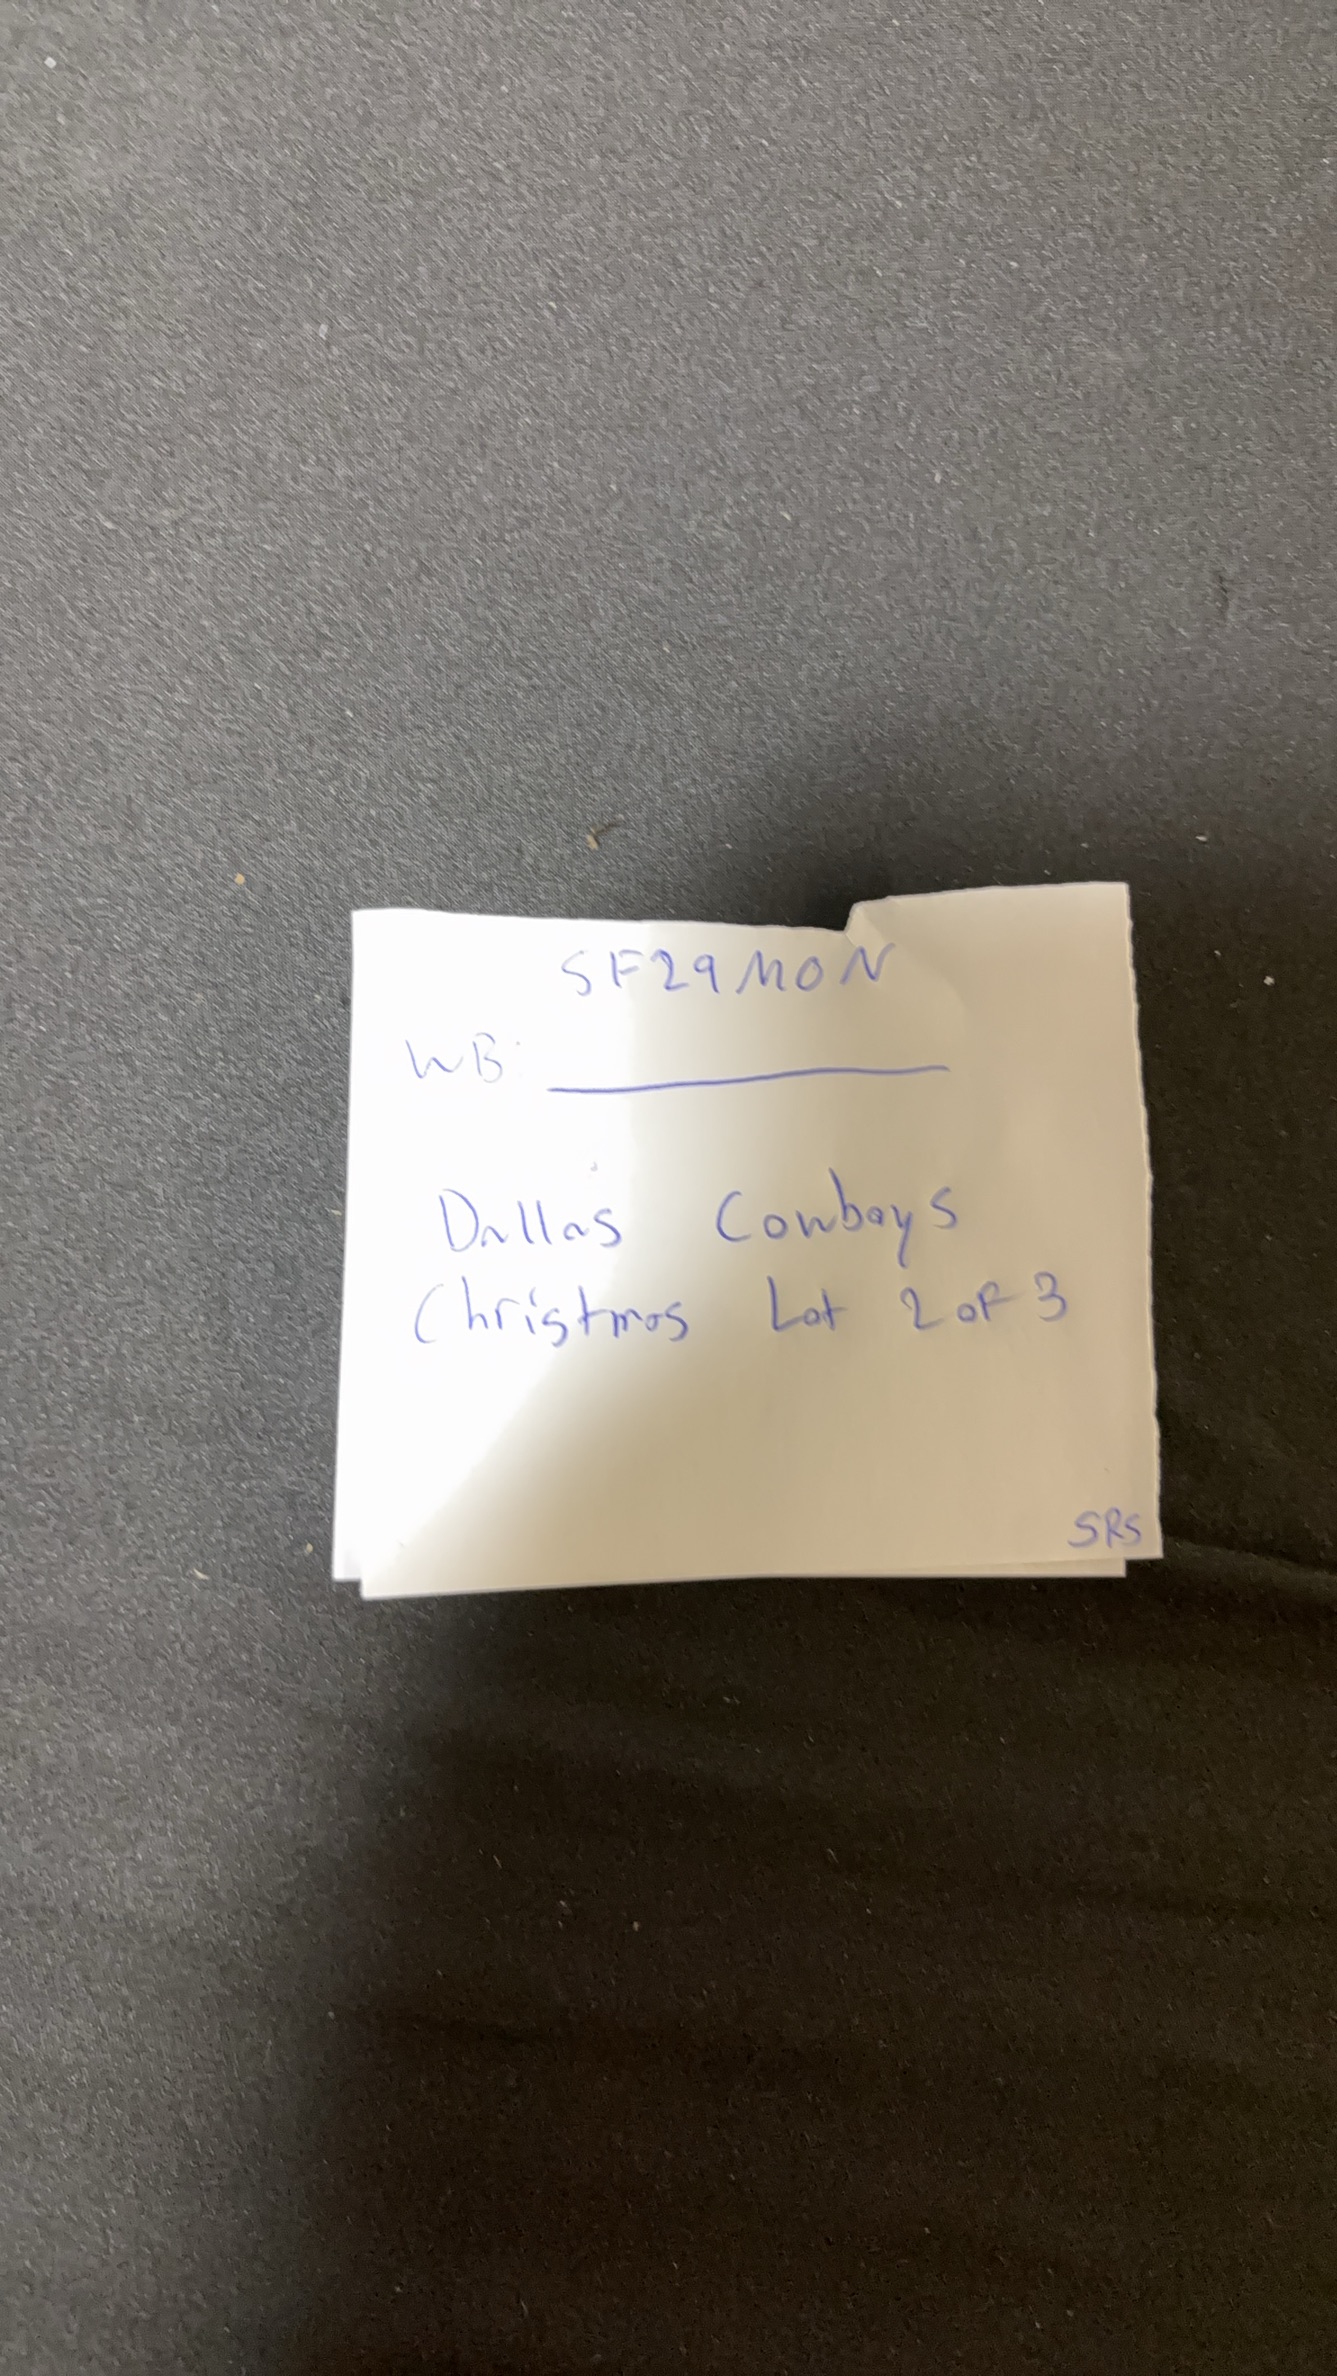 SF29MON
WB: 
Dallas Cowboys
Christmas Lot 2 of 3
SRS